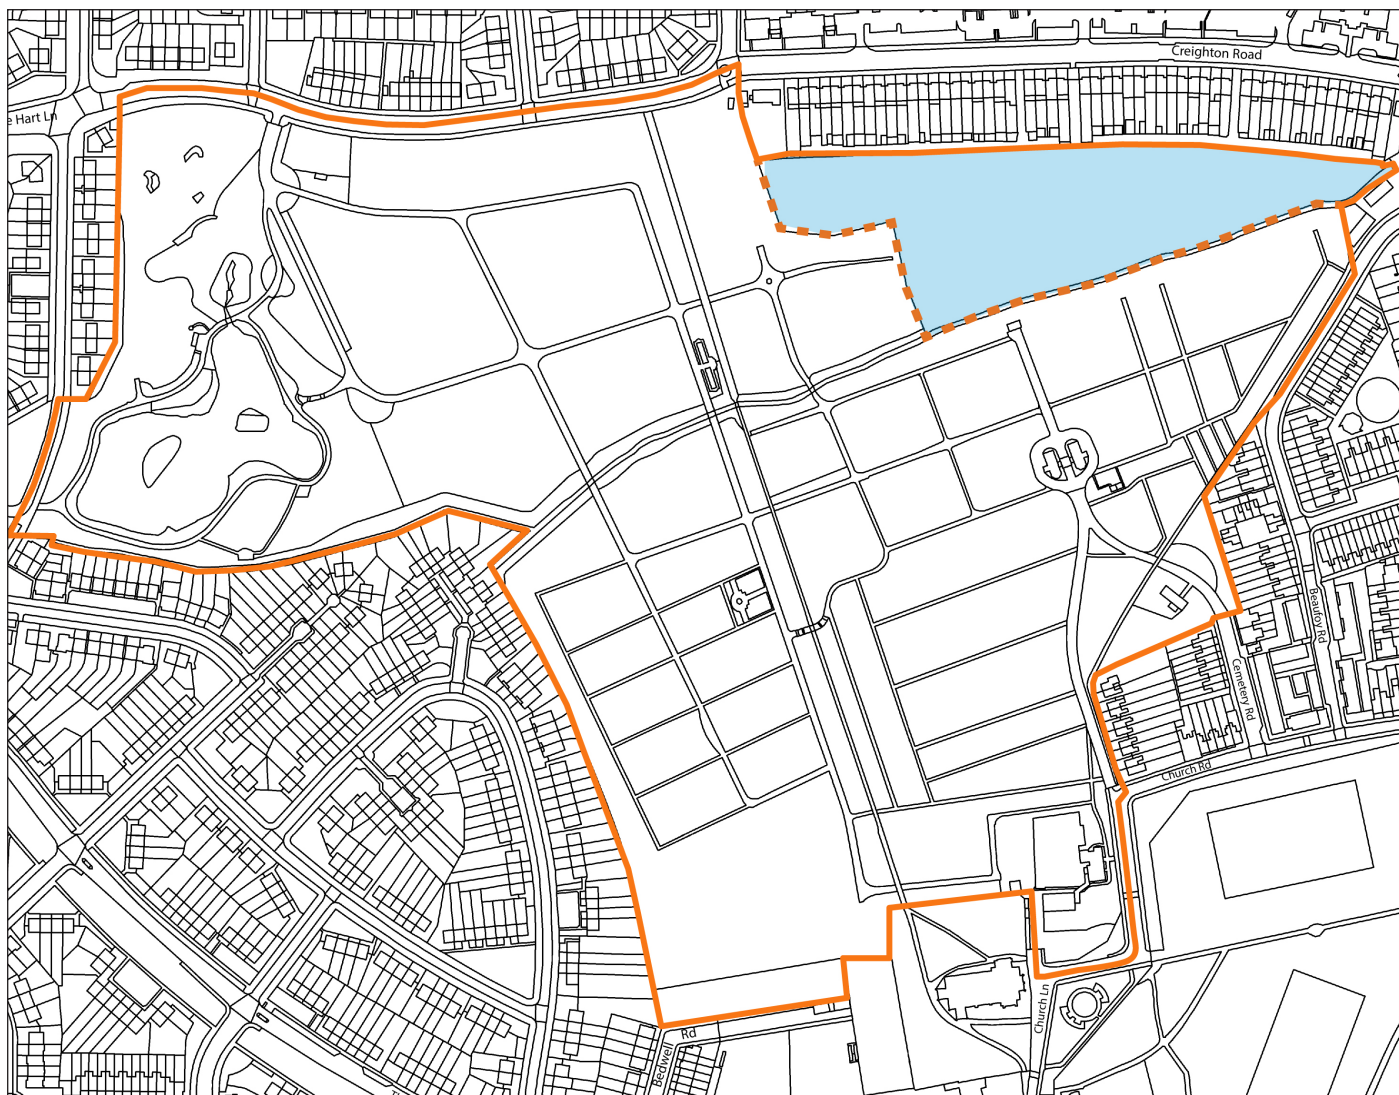 Creighton Road
e Hart Ln
Beaufoy Rd
Cemetery Rd
Church Rd
Church Ln
Bedwell Rd